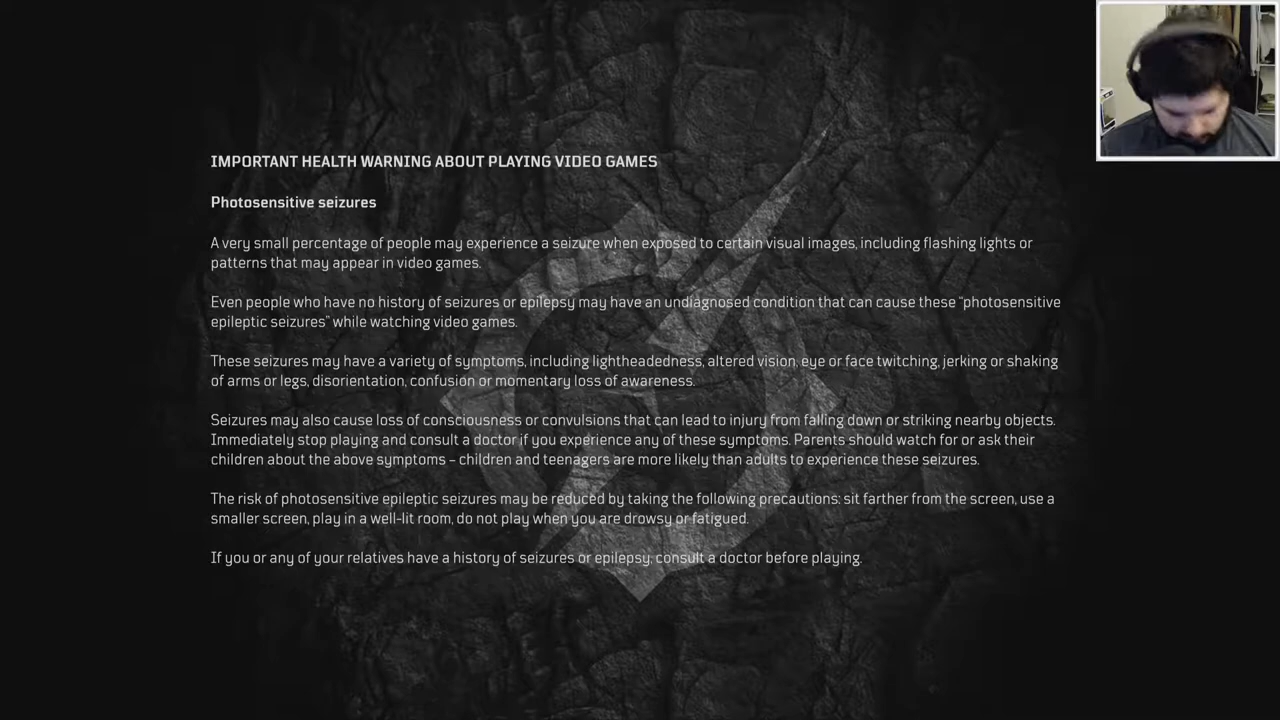 IMPORTANT HEALTH WARNING ABOUT PLAYING VIDEO GAMES
Photosensitive seizures
A very small percentage of people may experience a seizure when exposed to certain visual images, including flashing lights or
patterns that may appear in video games.
Even people who have no history of seizures or epilepsy may have an undiagnosed condition that can cause these “photosensitive
epileptic seizures” while watching video games.
These seizures may have a variety of symptoms, including lightheadedness, altered vision, eye or face twitching, jerking or shaking
of arms or legs, disorientation, confusion or momentary loss of awareness.
Seizures may also cause loss of consciousness or convulsions that can lead to injury from falling down or striking nearby objects.
Immediately stop playing and consult a doctor if you experience any of these symptoms. Parents should watch for or ask their
children about the above symptoms – children and teenagers are more likely than adults to experience these seizures.
The risk of photosensitive epileptic seizures may be reduced by taking the following precautions: sit farther from the screen, use a
smaller screen, play in a well-lit room, do not play when you are drowsy or fatigued.
If you or any of your relatives have a history of seizures or epilepsy, consult a doctor before playing.